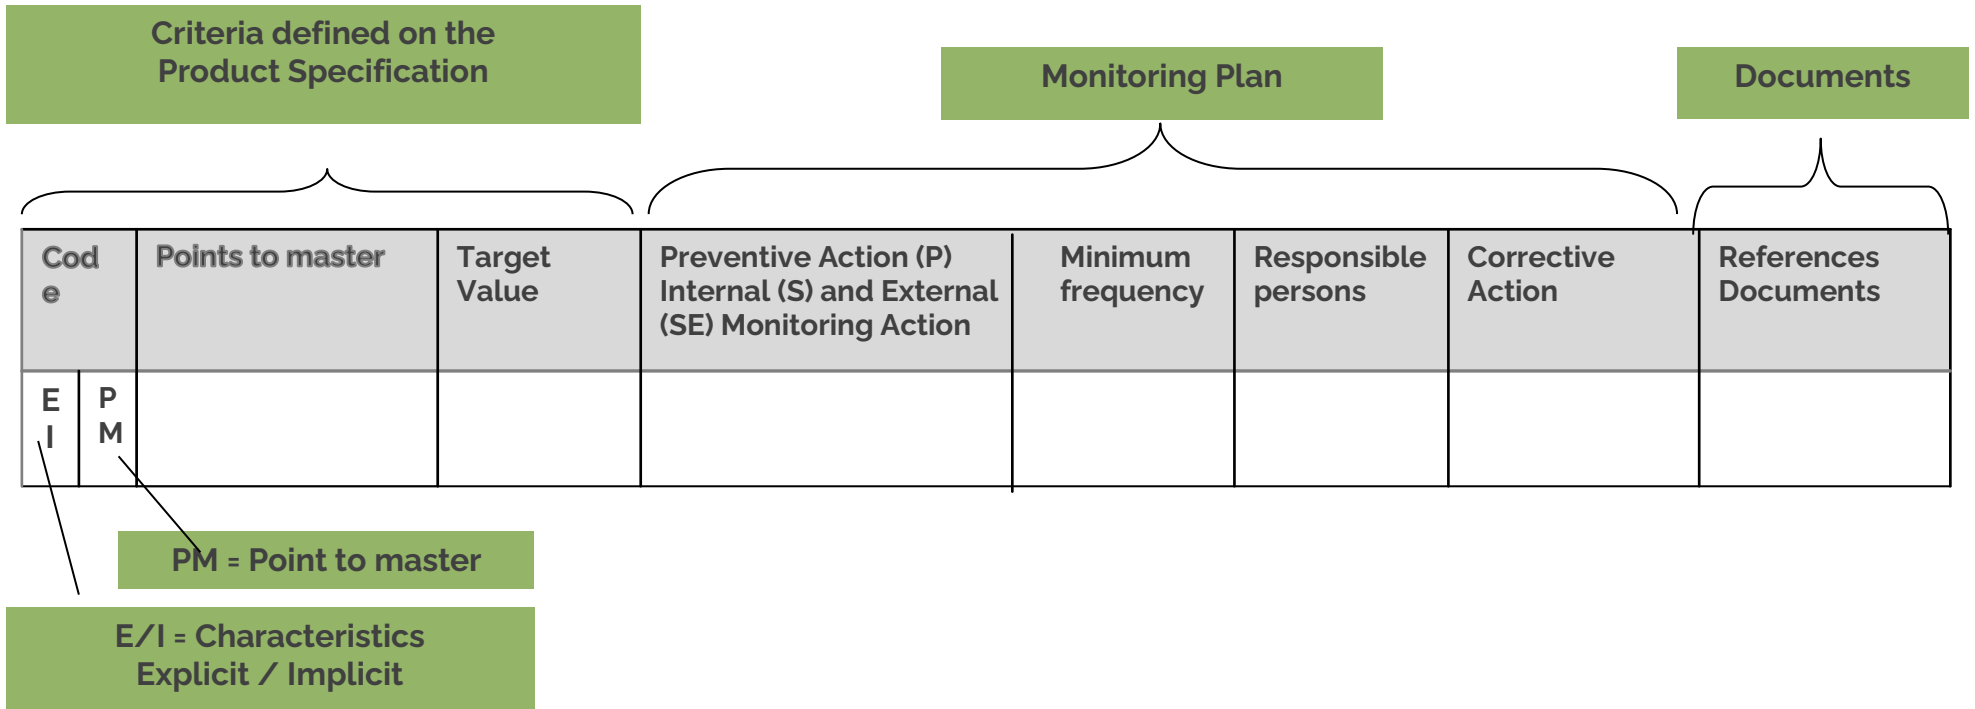 Criteria defined on the
Product Specification
Monitoring Plan
Documents
Cod
e
Points to master
Target
Value
Preventive Action (P)
Internal (S) and External
(SE) Monitoring Action
Minimum
frequency
Responsible
persons
Corrective
Action
References
Documents
E
I
P
M
PM = Point to master
E/I = Characteristics
Explicit / Implicit